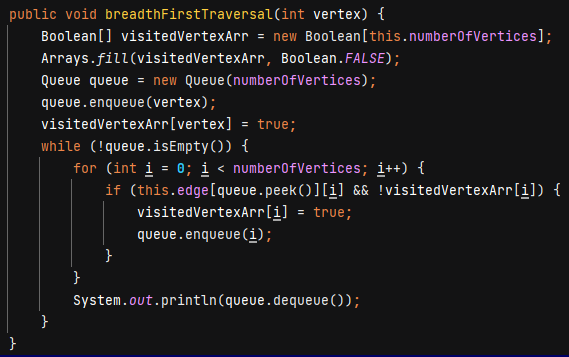 public void breadthFirstTraversal(int vertex) {
    Boolean[] visitedVertexArr = new Boolean[this.numberOfVertices];
    Arrays.fill(visitedVertexArr, Boolean.FALSE);
    Queue queue = new Queue(numberOfVertices);
    queue.enqueue(vertex);
    visitedVertexArr[vertex] = true;
    while (!queue.isEmpty()) {
        for (int i = 0; i < numberOfVertices; i++) {
            if (this.edge[queue.peek()][i] && !visitedVertexArr[i]) {
                visitedVertexArr[i] = true;
                queue.enqueue(i);
            }
        }
        System.out.println(queue.dequeue());
    }
}